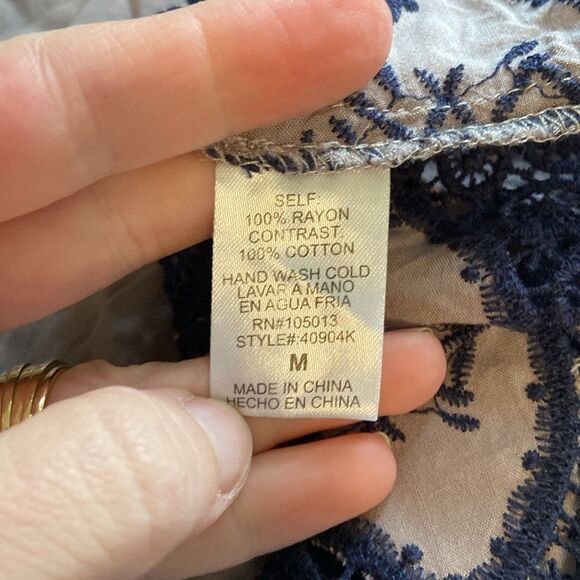 SELF:
100% RAYON
CONTRAST:
100% COTTON
HAND WASH COLD
LAVAR A MANO
EN AGUA FRIA
RN#105013
STYLE#:40904K
M
MADE IN CHINA
HECHO EN CHINA